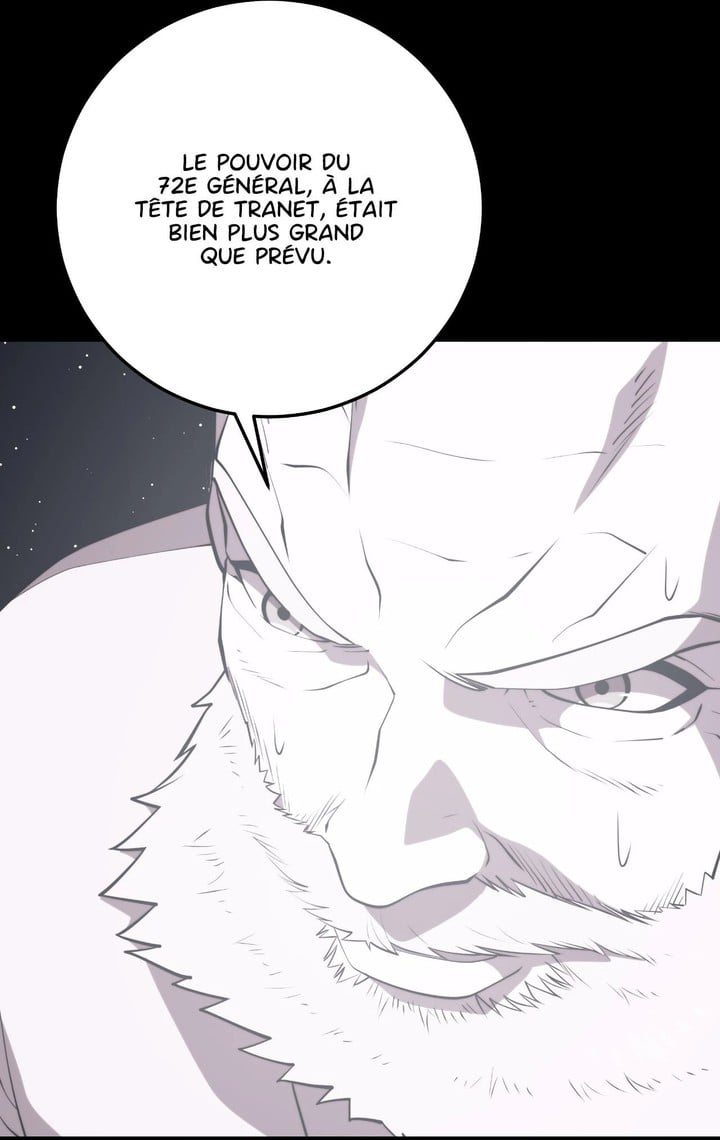 LE POUVOIR DU
72E GÉNÉRAL, À LA
TÊTE DE TRANET, ÉTAIT
BIEN PLUS GRAND
QUE PRÉVU.